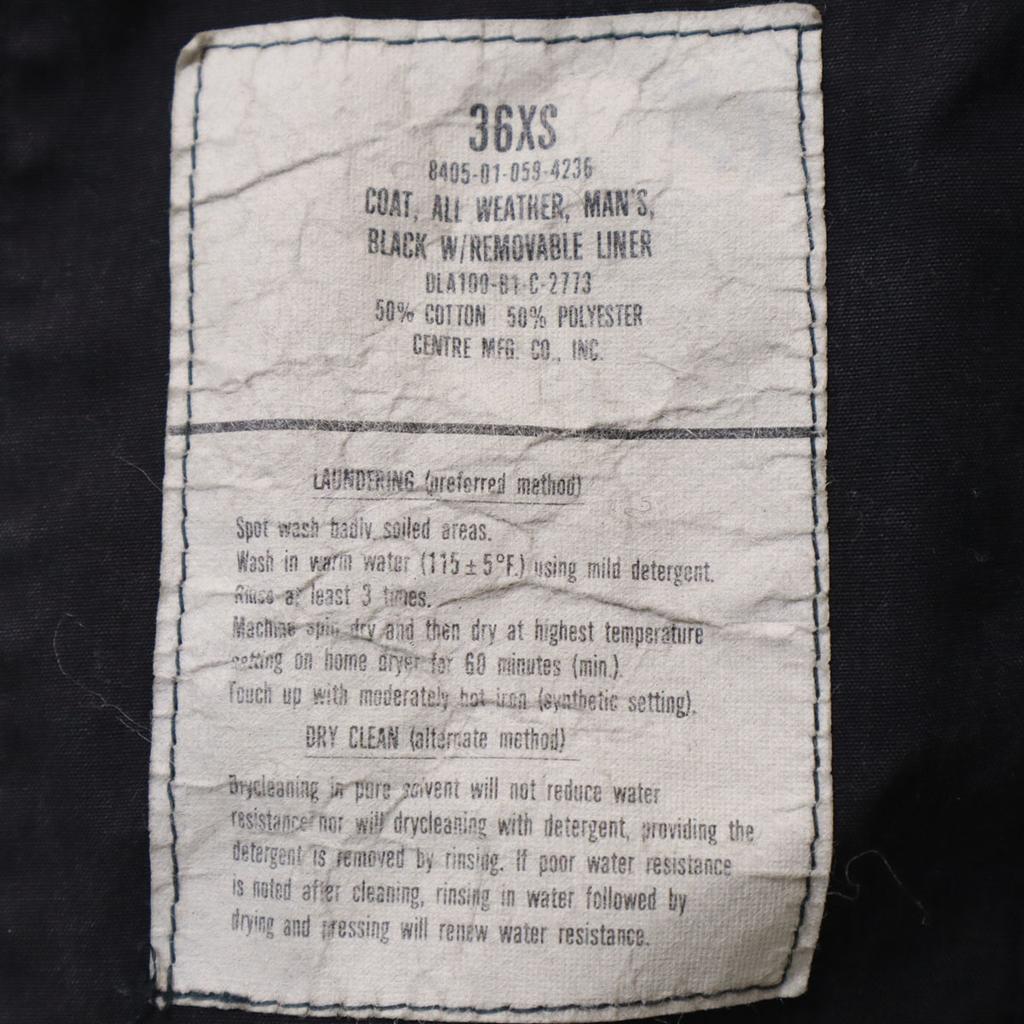 36XS
8405-01-059-4236
COAT, ALL WEATHER, MAN'S,
BLACK W/REMOVABLE LINER
DLA100-81-C-2773
50% COTTON 50% POLYESTER
CENTRE MFG. CO., INC.
LAUNDERING (preferred method)
Spot wash badly soiled areas.
Wash in warm water (115 ± 5°F.) using mild detergent.
Rinse at least 3 times.
Machine spin dry and then dry at highest temperature
setting on home dryer for 60 minutes (min.).
Touch up with moderately hot iron (synthetic setting).
DRY CLEAN (alternate method)
Drycleaning in pure solvent will not reduce water
resistance nor will drycleaning with detergent, providing the
detergent is removed by rinsing. If poor water resistance
is noted after cleaning, rinsing in water followed by
drying and pressing will renew water resistance.